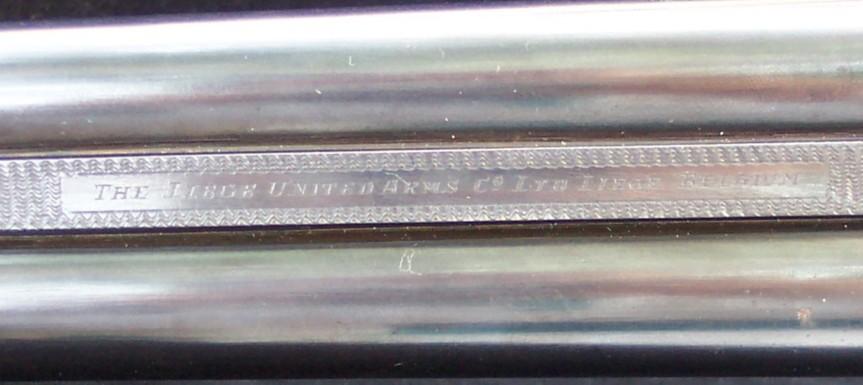 THE LIEGE UNITED ARMS Cº LTD LIEGE BELGIUM